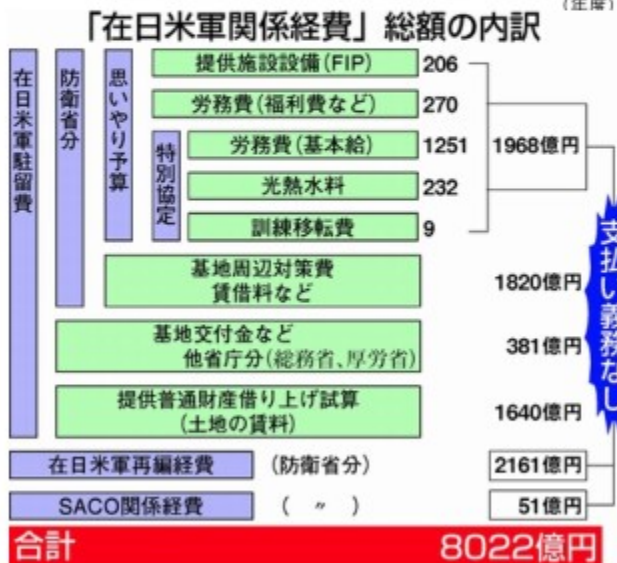 (年度)
「在日米軍関係経費」総額の内訳
在日米軍駐留費
防衛省分
思いやり予算
提供施設設備(FIP) 206
労務費(福利費など) 270
特別協定
労務費(基本給) 1251
光熱水料 232
訓練移転費 9
1968億円
基地周辺対策費
賃借料など
1820億円
基地交付金など
他省庁分(総務省、厚労省)
381億円
提供普通財産借り上げ試算
(土地の賃料)
1640億円
支払い義務なし
在日米軍再編経費 (防衛省分) 2161億円
SACO関係経費 ( 〃 ) 51億円
合計 8022億円